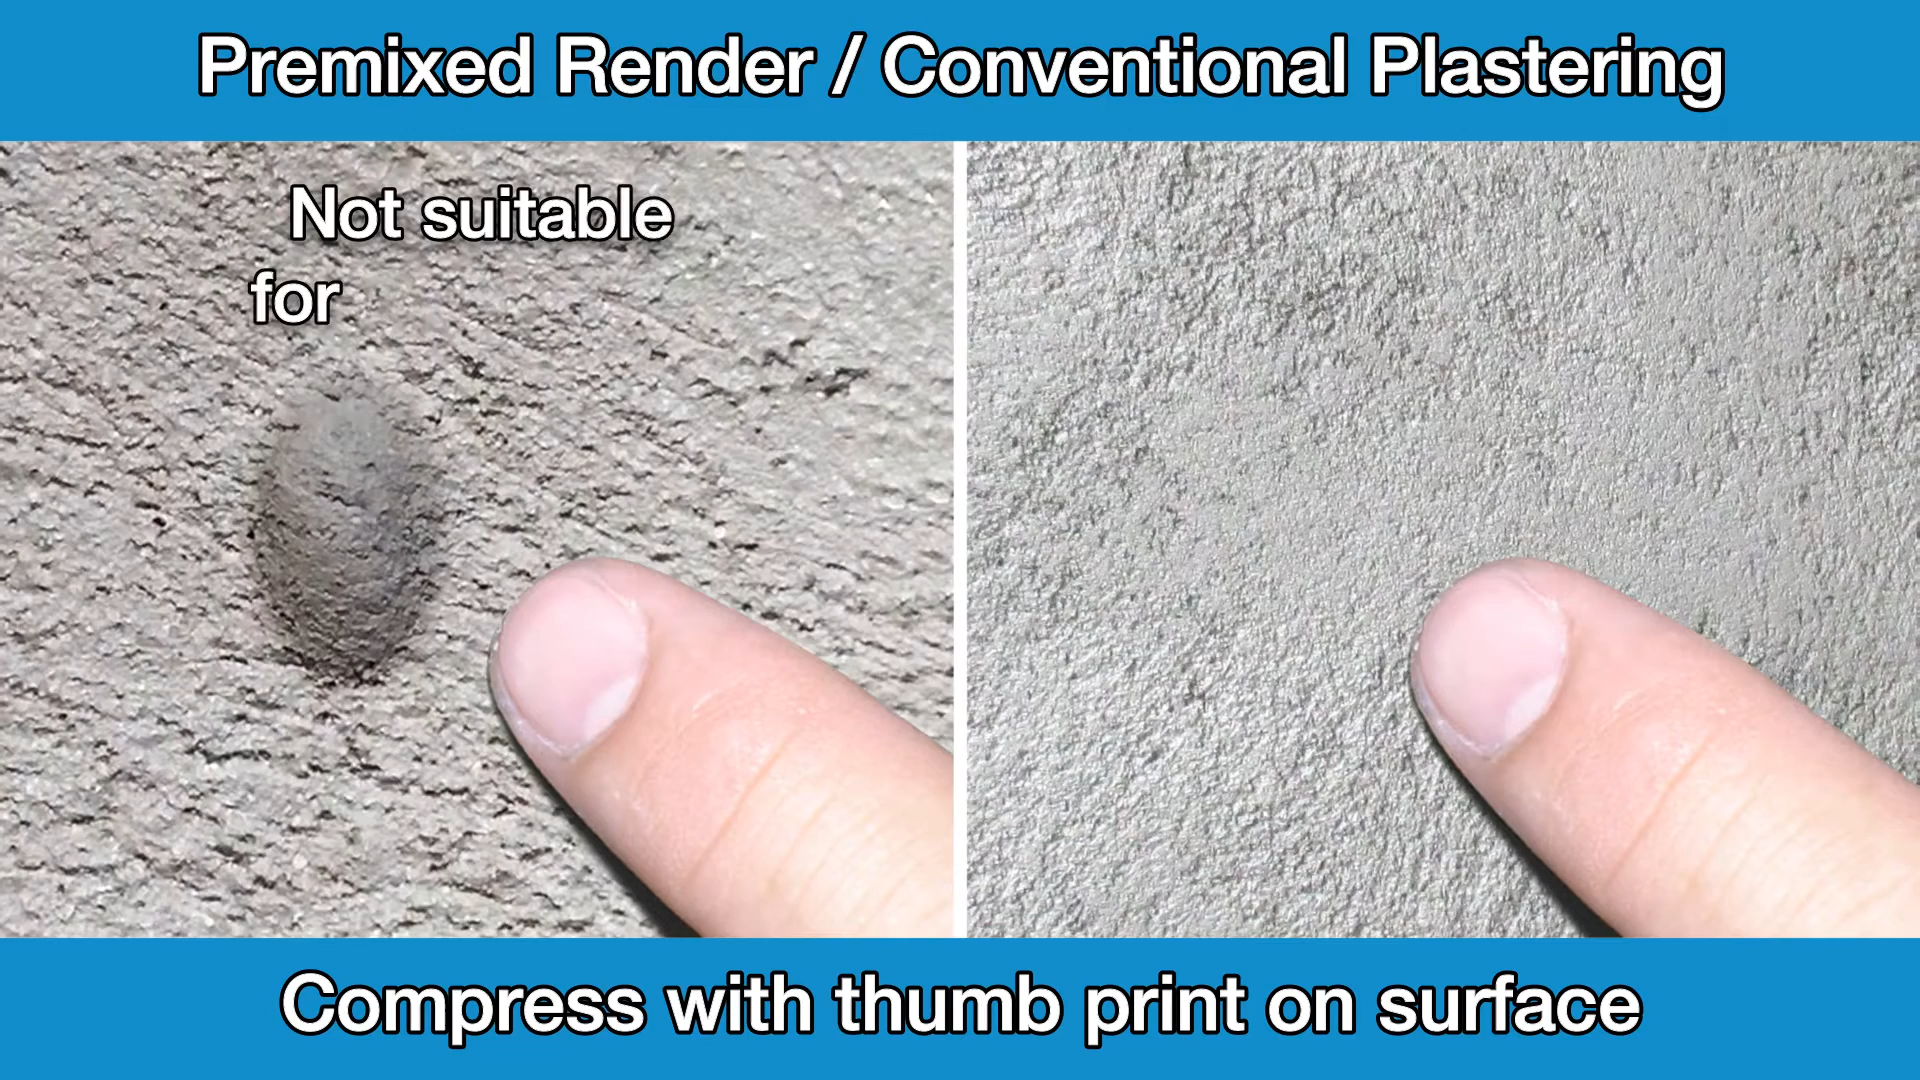 Premixed Render / Conventional Plastering
Not suitable
for
Compress with thumb print on surface